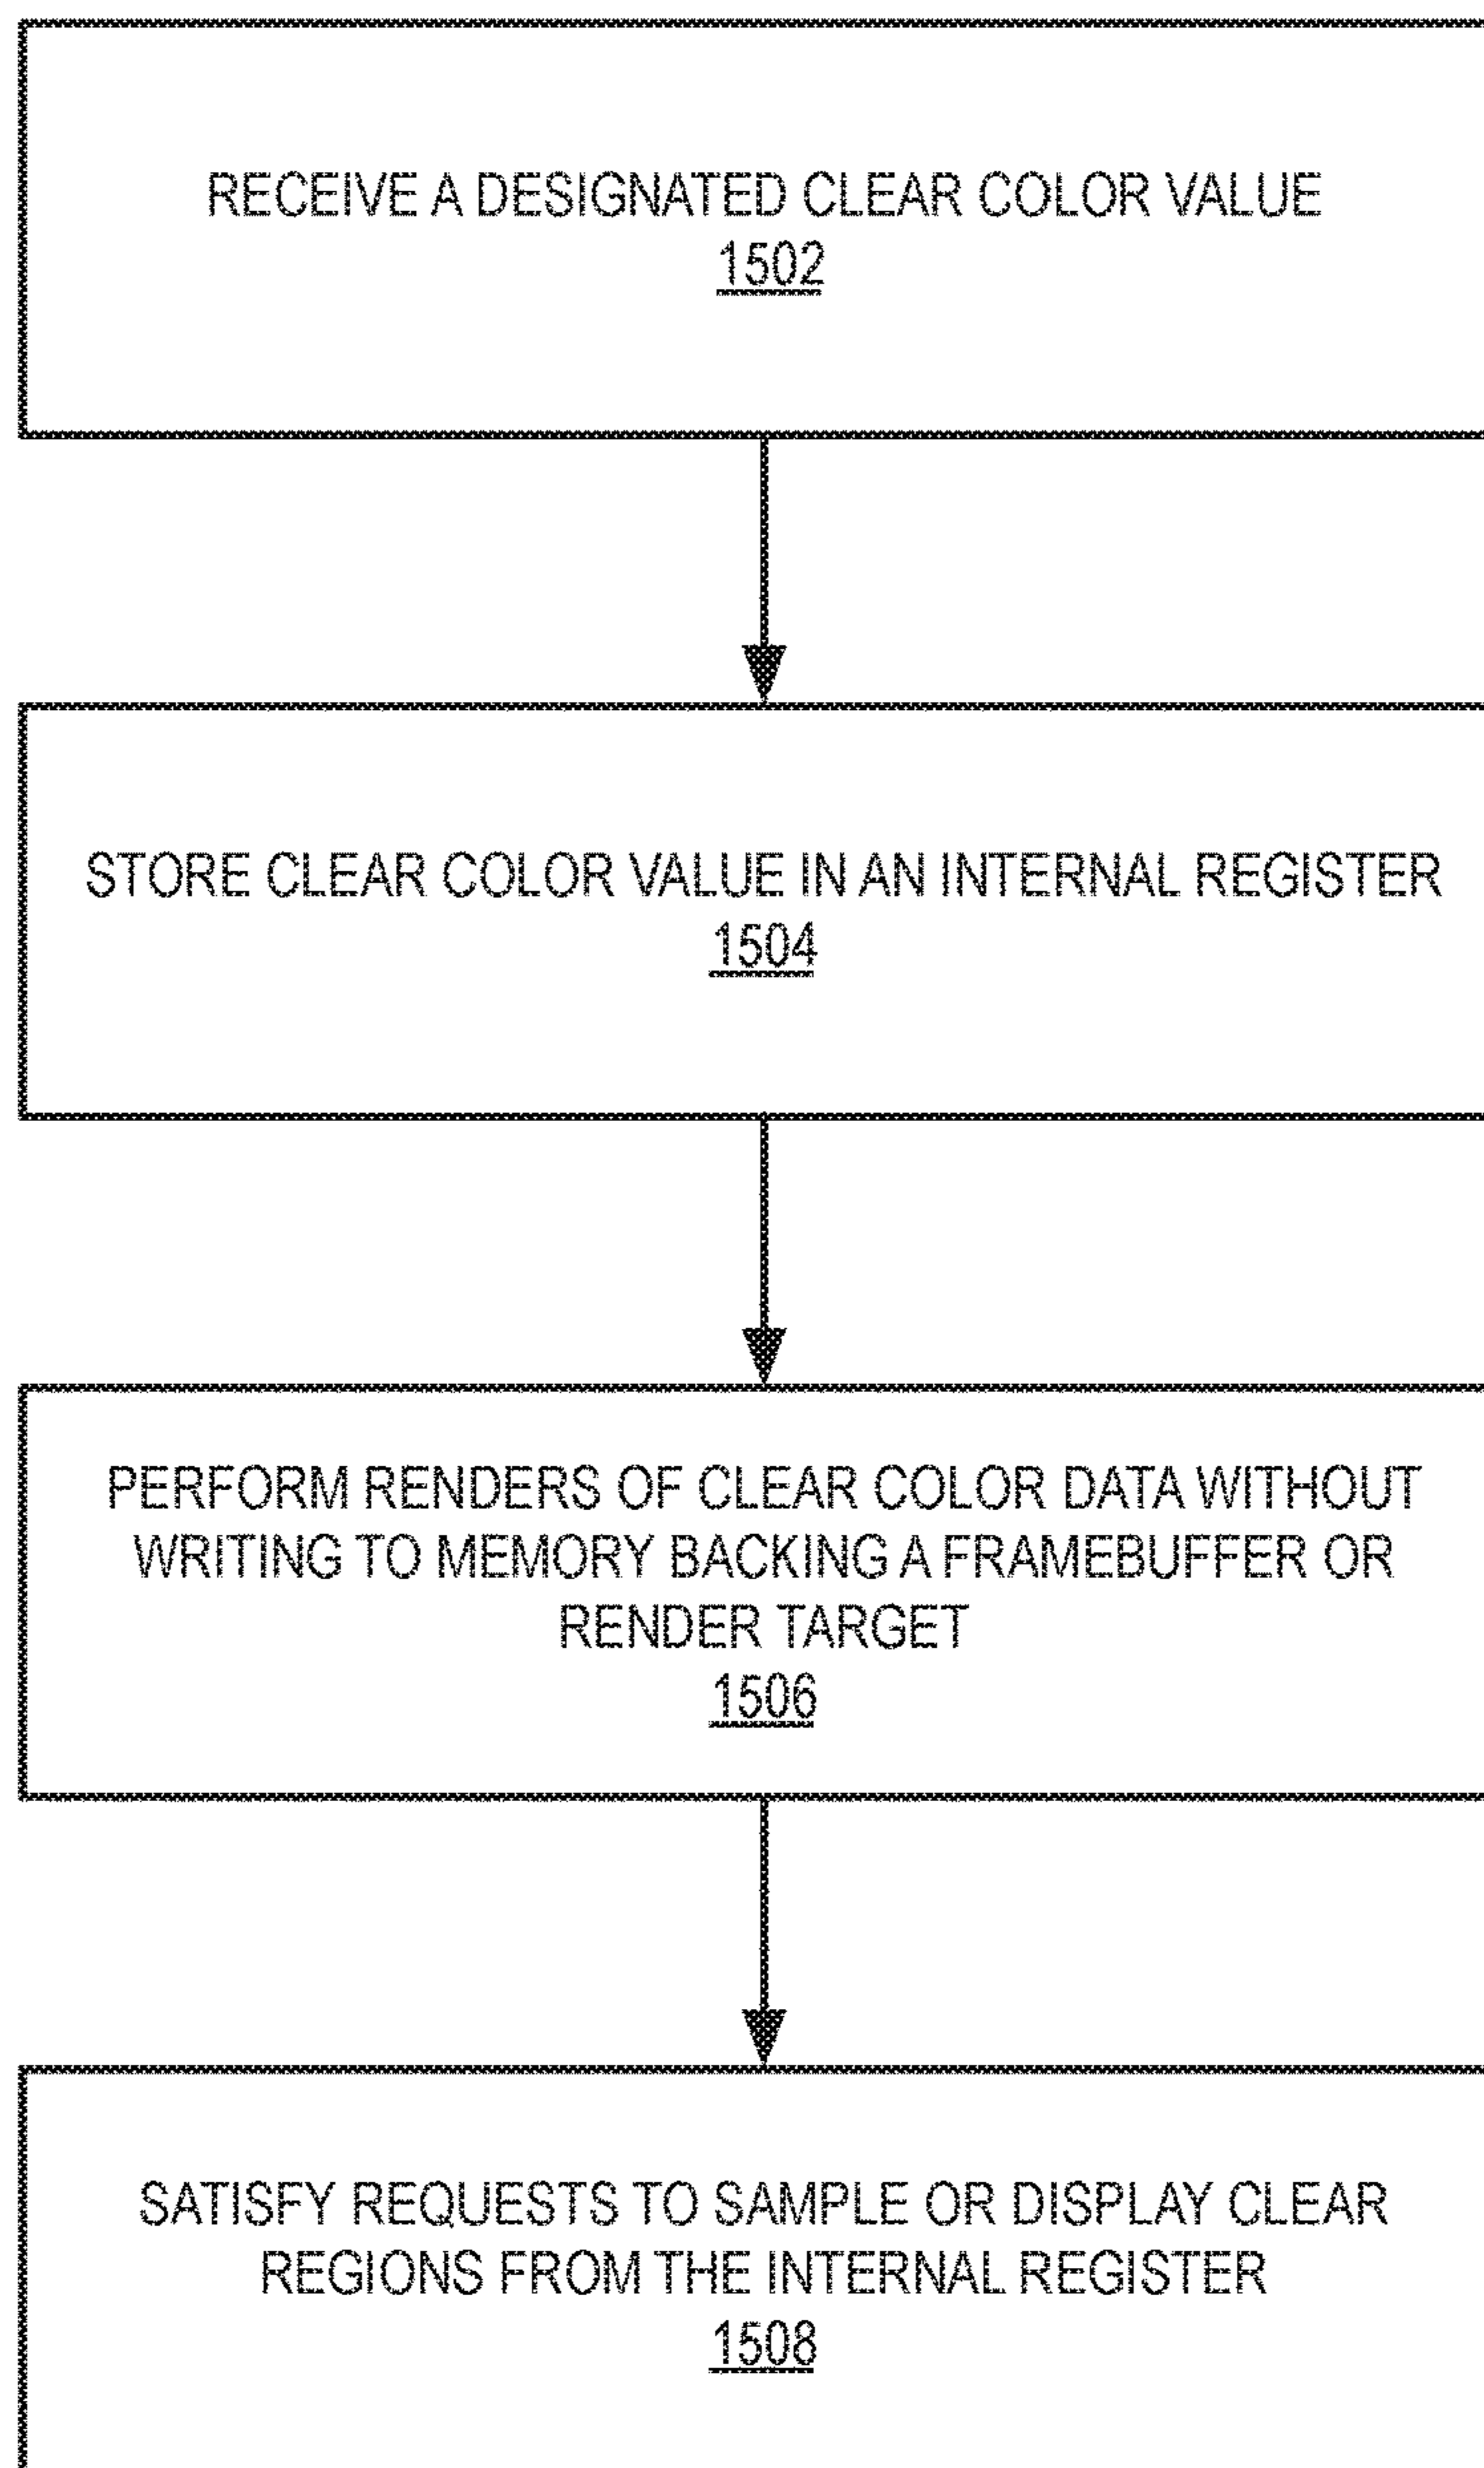 RECEIVE A DESIGNATED CLEAR COLOR VALUE
1502
STORE CLEAR COLOR VALUE IN AN INTERNAL REGISTER
1504
PERFORM RENDERS OF CLEAR COLOR DATA WITHOUT
WRITING TO MEMORY BACKING A FRAMEBUFFER OR
RENDER TARGET
1506
SATISFY REQUESTS TO SAMPLE OR DISPLAY CLEAR
REGIONS FROM THE INTERNAL REGISTER
1508